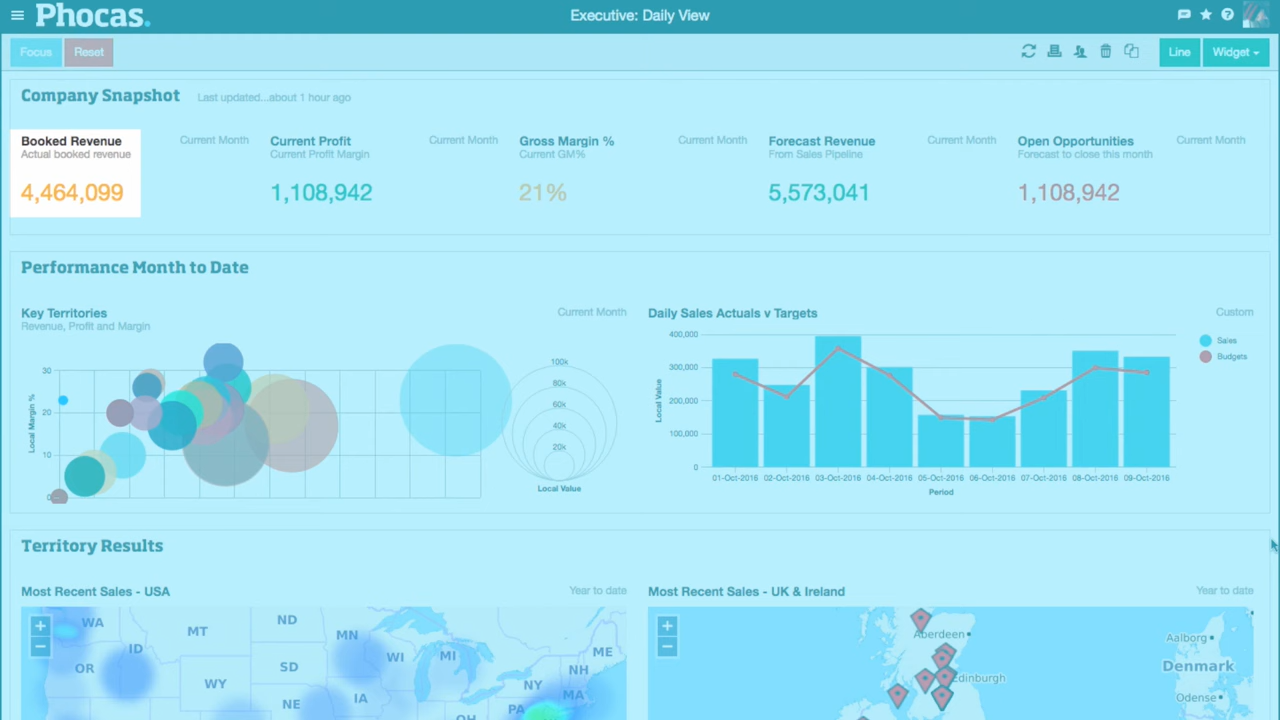 Phocas.
Executive: Daily View
Focus
Reset
Line
Widget
Company Snapshot
Last updated...about 1 hour ago
Booked Revenue
Actual booked revenue
4,464,099
Current Month
Current Profit
Current Profit Margin
1,108,942
Current Month
Gross Margin %
Current GM%
21%
Current Month
Forecast Revenue
From Sales Pipeline
5,573,041
Current Month
Open Opportunities
Forecast to close this month
1,108,942
Current Month
Performance Month to Date
Key Territories
Revenue, Profit and Margin
Current Month
Local Margin %
30
20
10
0
100k
80k
60k
40k
20k
Local Value
Daily Sales Actuals v Targets
Custom
Local Value
400,000
300,000
200,000
100,000
0
01-Oct-2016 02-Oct-2016 03-Oct-2016 04-Oct-2016 05-Oct-2016 06-Oct-2016 07-Oct-2016 08-Oct-2016 09-Oct-2016
Period
Sales
Budgets
Territory Results
Most Recent Sales - USA
Year to date
+
−
WA
MT
ND
MN
OR
ID
SD
WI
MI
ME
WY
NH
NY
NE
IA
MA
PA
OH
Most Recent Sales - UK & Ireland
Year to date
+
−
Aberdeen
Edinburgh
Aalborg
Denmark
Odense